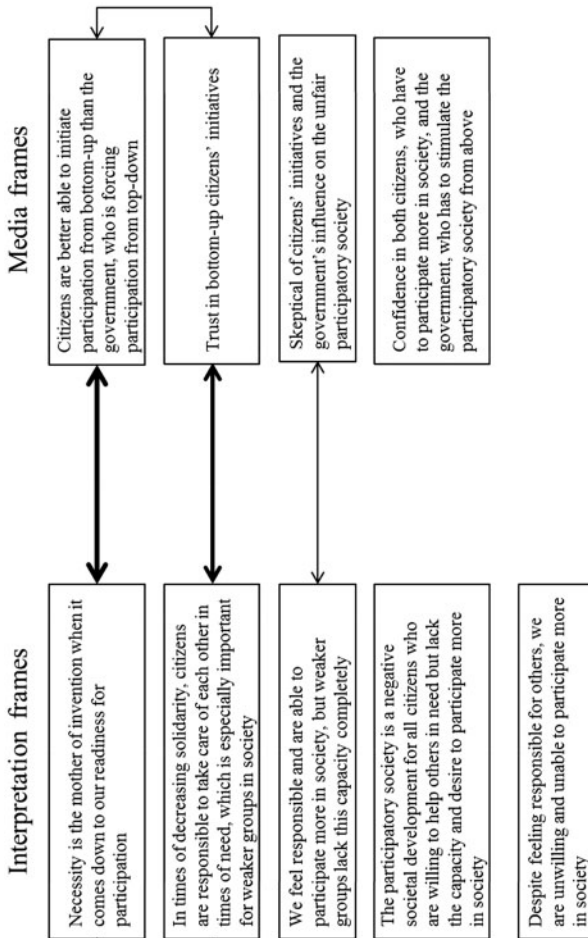 Interpretation frames
Necessity is the mother of invention when it
comes down to our readiness for
participation
In times of decreasing solidarity, citizens
are responsible to take care of each other in
times of need, which is especially important
for weaker groups in society
We feel responsible and are able to
participate more in society, but weaker
groups lack this capacity completely
The participatory society is a negative
societal development for all citizens who
are willing to help others in need but lack
the capacity and desire to participate more
in society
Despite feeling responsible for others, we
are unwilling and unable to participate more
in society
Media frames
Citizens are better able to initiate
participation from bottom-up than the
government, who is forcing
participation from top-down
Trust in bottom-up citizens’ initiatives
Skeptical of citizens’ initiatives and the
government’s influence on the unfair
participatory society
Confidence in both citizens, who have
to participate more in society, and the
government, who has to stimulate the
participatory society from above